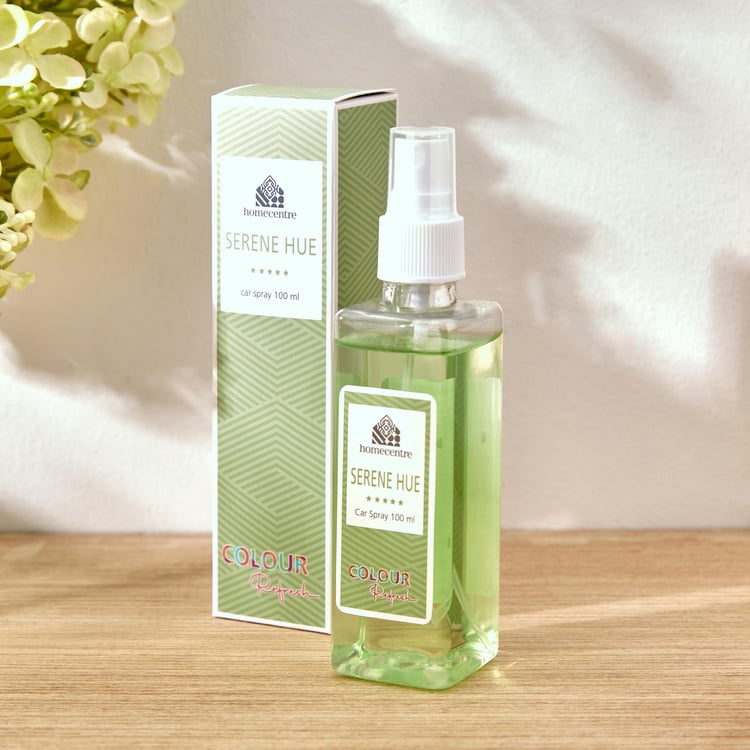 homecentre
SERENE HUE
car spray 100 ml
COLOUR
Refresh
homecentre
SERENE HUE
Car Spray 100 ml
COLOUR
Refresh